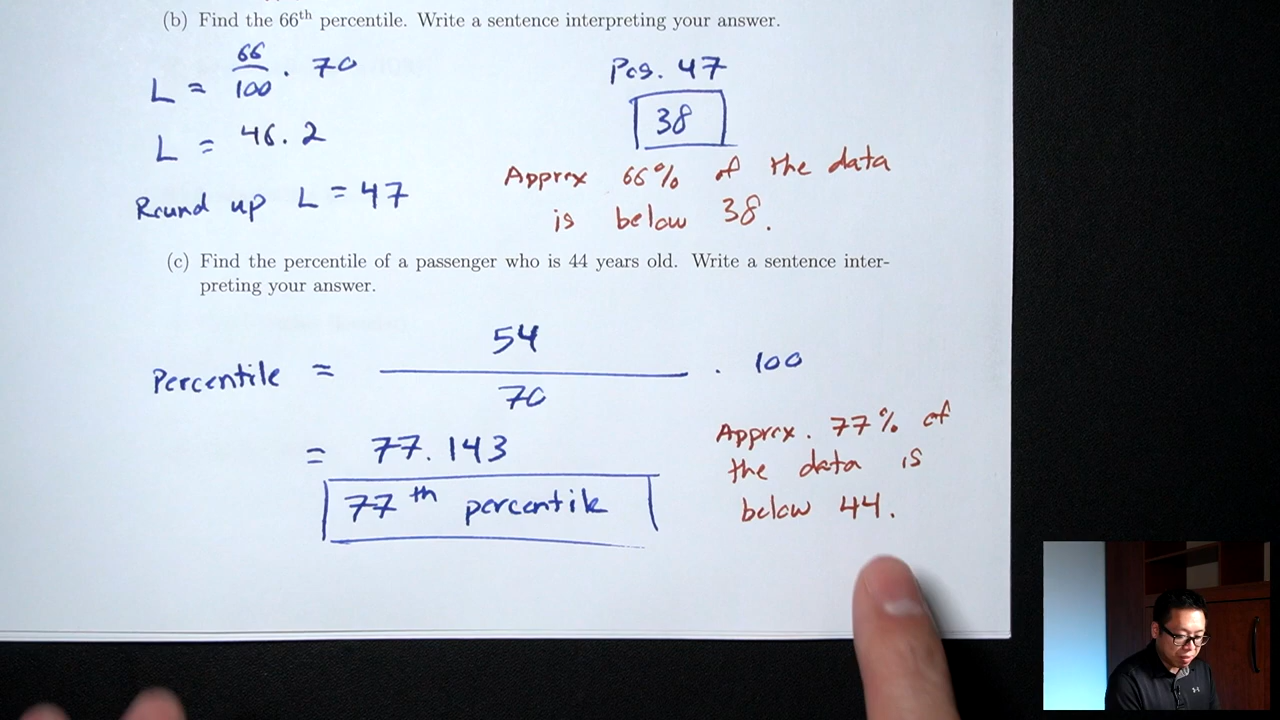 (b) Find the 66th percentile. Write a sentence interpreting your answer.
L = 66/100 · 70
L = 46.2
Round up L = 47
Pos. 47
38
Apprx 66% of the data
is below 38.
(c) Find the percentile of a passenger who is 44 years old. Write a sentence inter-
preting your answer.
Percentile = 54/70 · 100
= 77.143
77th percentile
Apprx. 77% of
the data is
below 44.